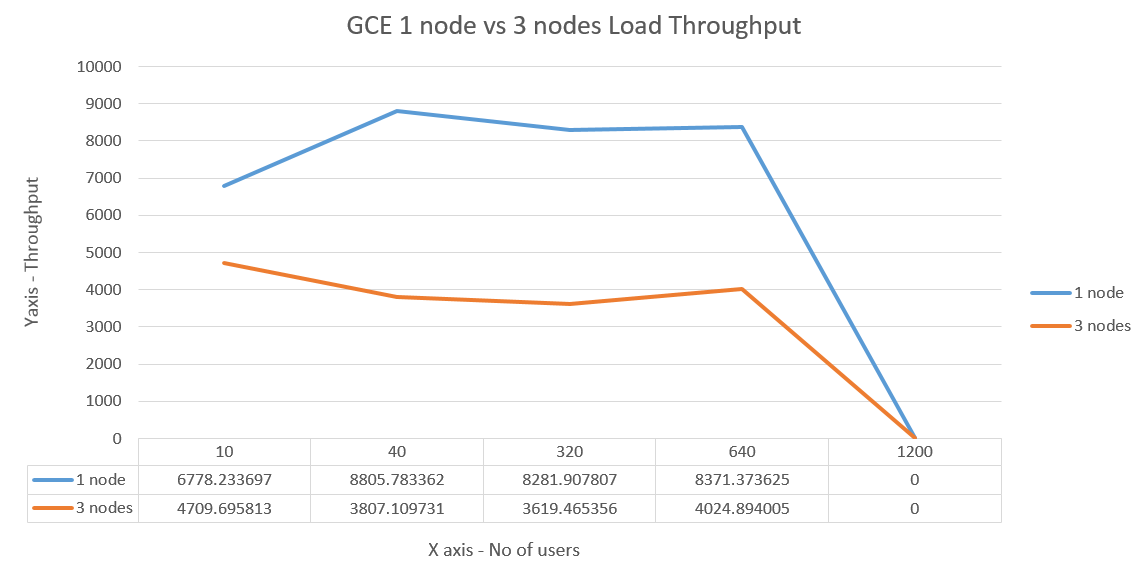 GCE 1 node vs 3 nodes Load Throughput
10000
9000
8000
7000
6000
5000
4000
3000
2000
1000
0
Yaxis - Throughput
1 node
3 nodes
10 40 320 640 1200
1 node 6778.233697 8805.783362 8281.907807 8371.373625 0
3 nodes 4709.695813 3807.109731 3619.465356 4024.894005 0
X axis - No of users